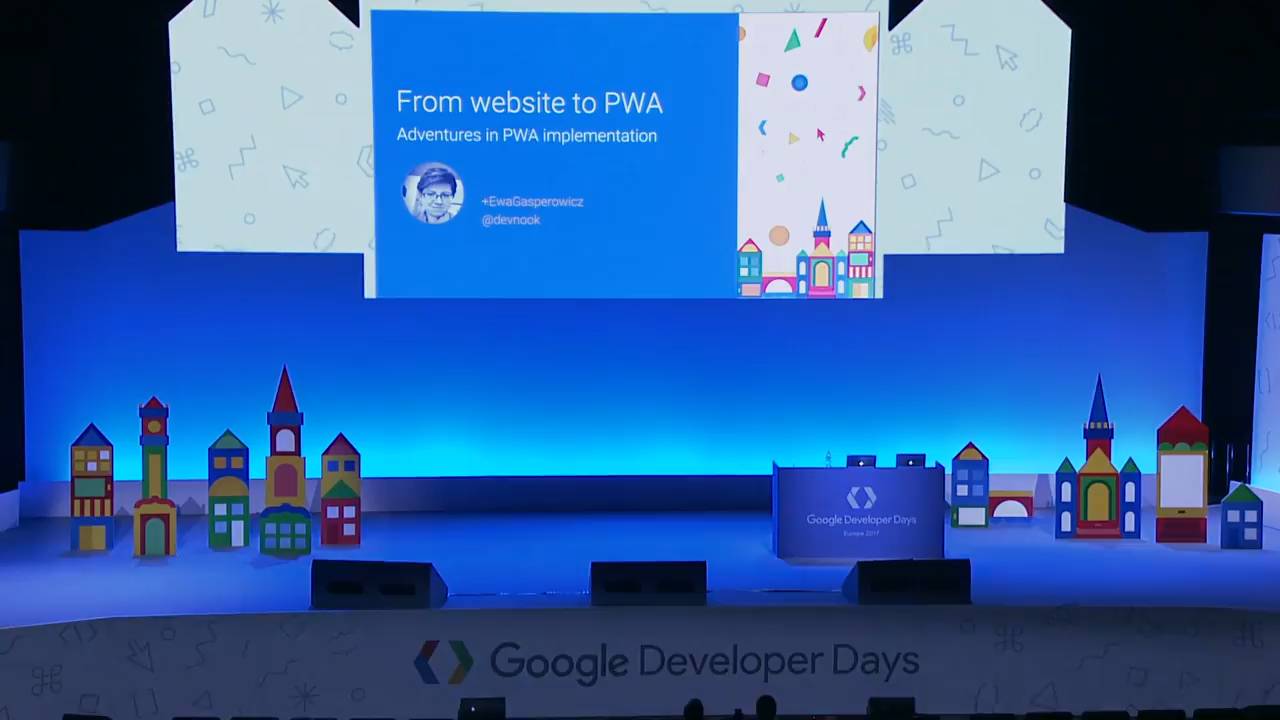 From website to PWA
Adventures in PWA implementation
+EwaGasperowicz
@devnook
Google Developer Days
Europe 2017
Google Developer Days